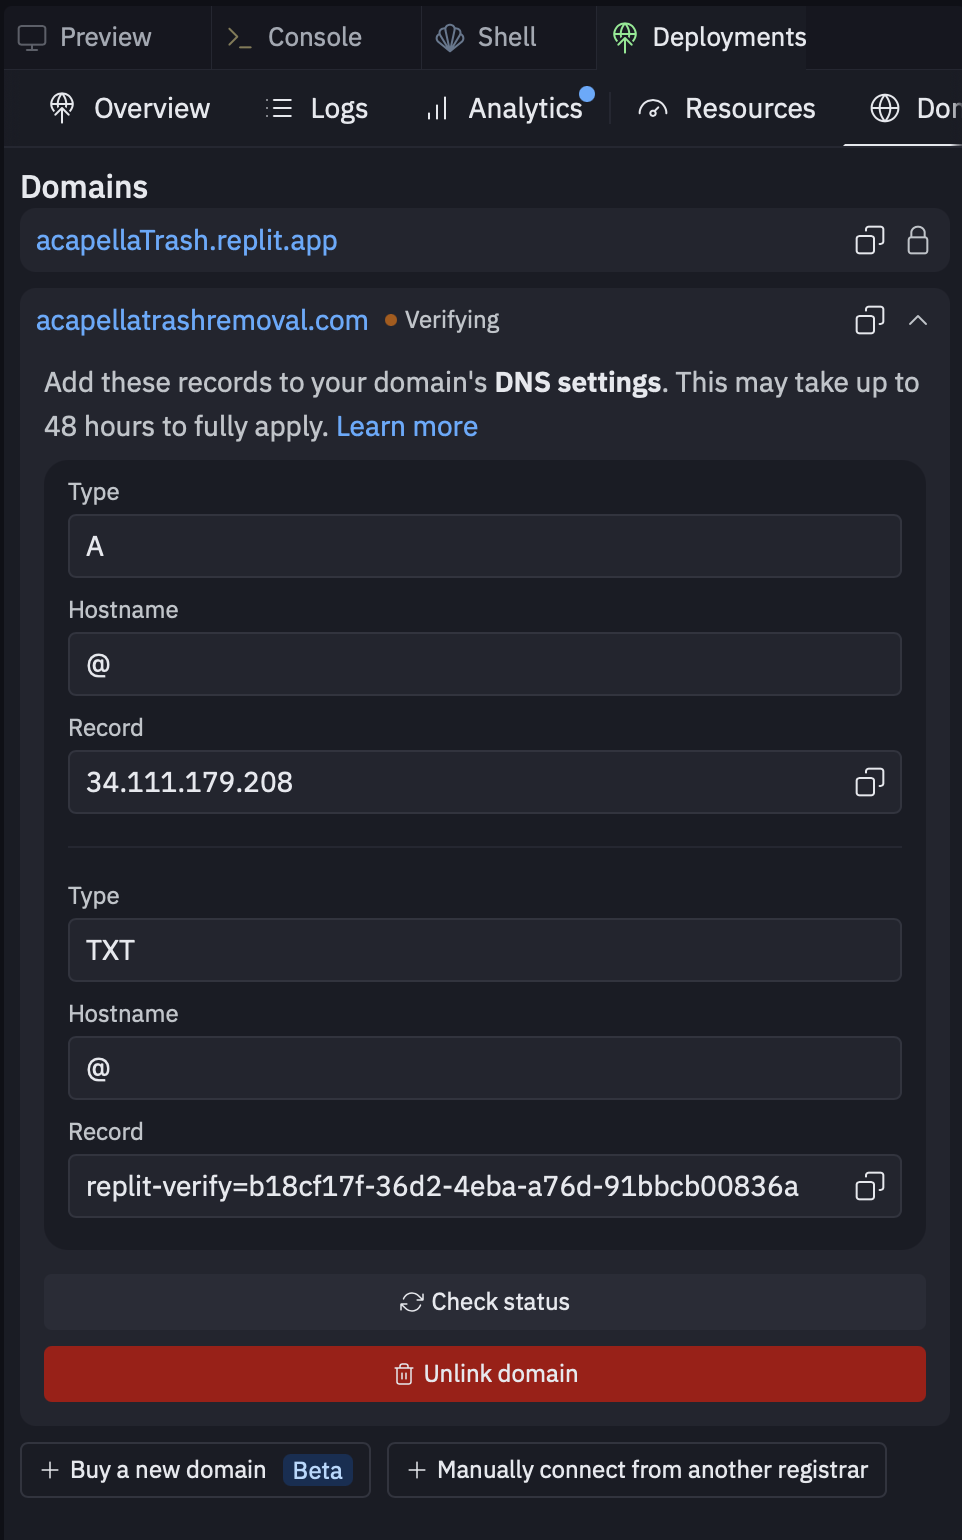 Preview
Console
Shell
Deployments
Overview
Logs
Analytics
Resources
Domains
acapellaTrash.replit.app
acapellatrashremoval.com Verifying
Add these records to your domain's DNS settings. This may take up to
48 hours to fully apply. Learn more
Type
A
Hostname
@
Record
34.111.179.208
Type
TXT
Hostname
@
Record
replit-verify=b18cf17f-36d2-4eba-a76d-91bbcb00836a
Check status
Unlink domain
+ Buy a new domain Beta
+ Manually connect from another registrar